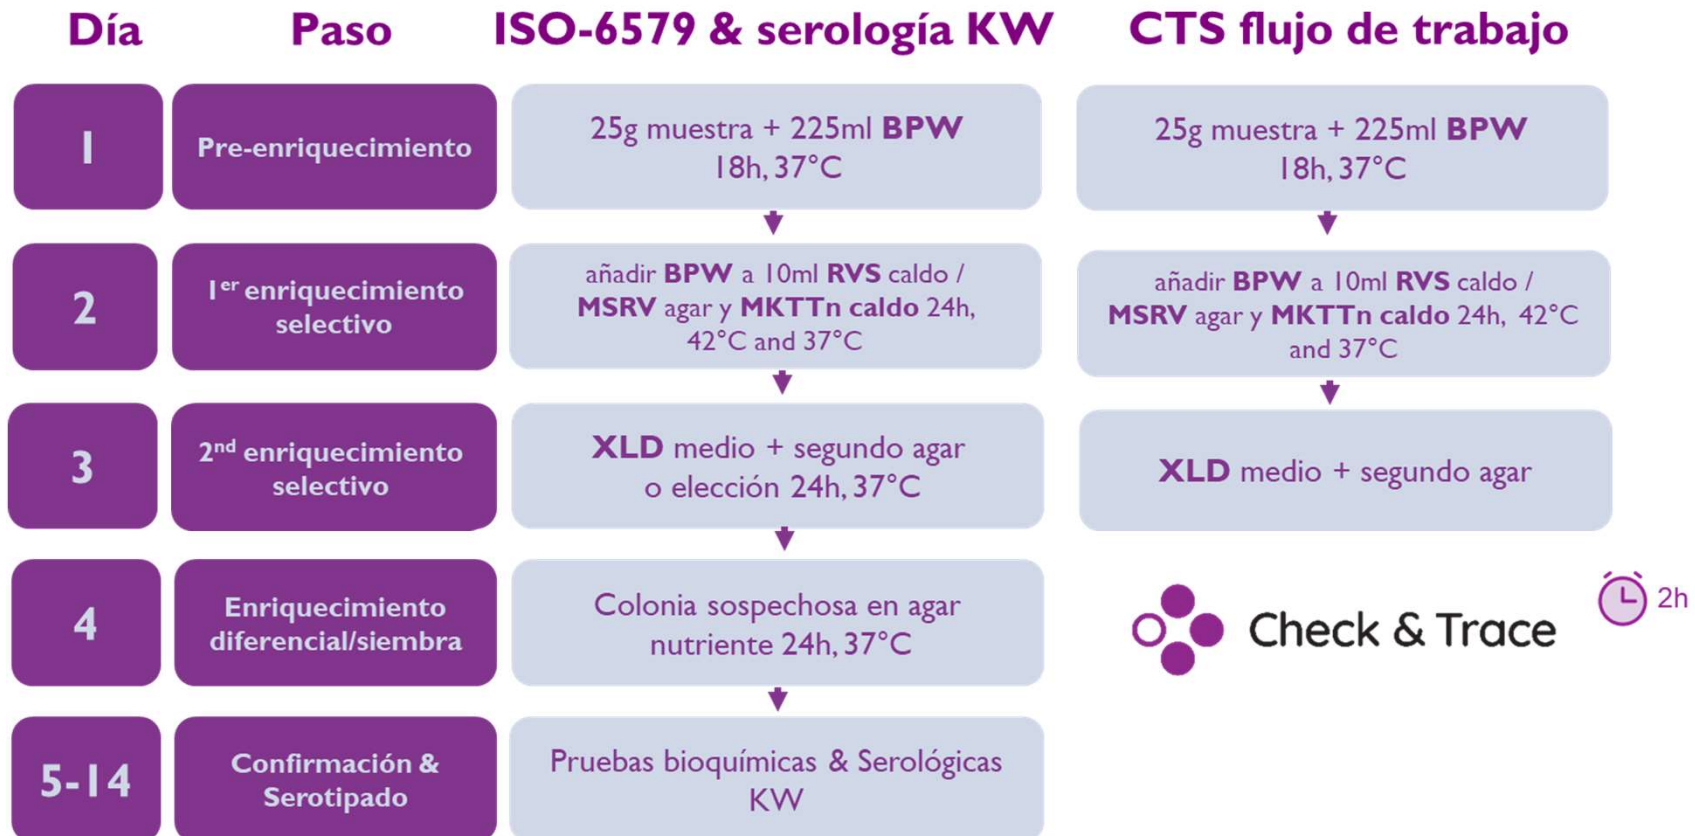 Día Paso ISO-6579 & serología KW CTS flujo de trabajo
1
Pre-enriquecimiento
25g muestra + 225ml BPW
18h, 37°C
25g muestra + 225ml BPW
18h, 37°C
2
1er enriquecimiento
selectivo
añadir BPW a 10ml RVS caldo /
MSRV agar y MKTTn caldo 24h,
42°C and 37°C
añadir BPW a 10ml RVS caldo /
MSRV agar y MKTTn caldo 24h, 42°C
and 37°C
3
2nd enriquecimiento
selectivo
XLD medio + segundo agar
o elección 24h, 37°C
XLD medio + segundo agar
4
Enriquecimiento
diferencial/siembra
Colonia sospechosa en agar
nutriente 24h, 37°C
Check & Trace
2h
5-14
Confirmación &
Serotipado
Pruebas bioquímicas & Serológicas
KW